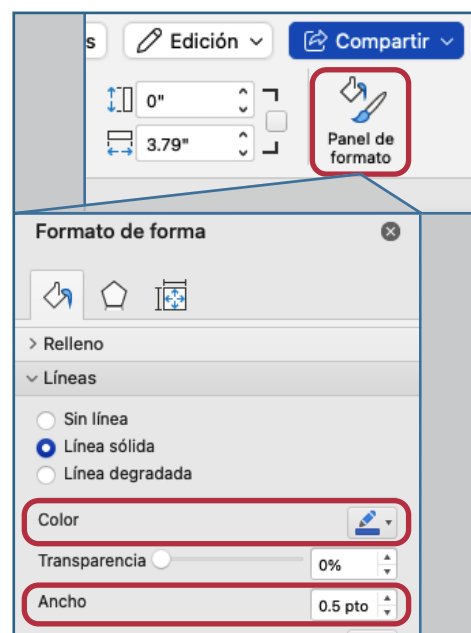 s Edición Compartir
0"
3.79"
Panel de
formato
Formato de forma
Relleno
Líneas
Sin línea
Línea sólida
Línea degradada
Color
Transparencia 0%
Ancho 0.5 pto